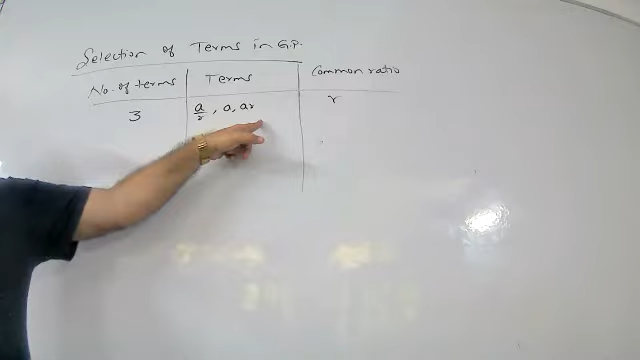 Selection of Terms in G.P.
No. of terms Terms Common ratio
3 a/r, a, ar r